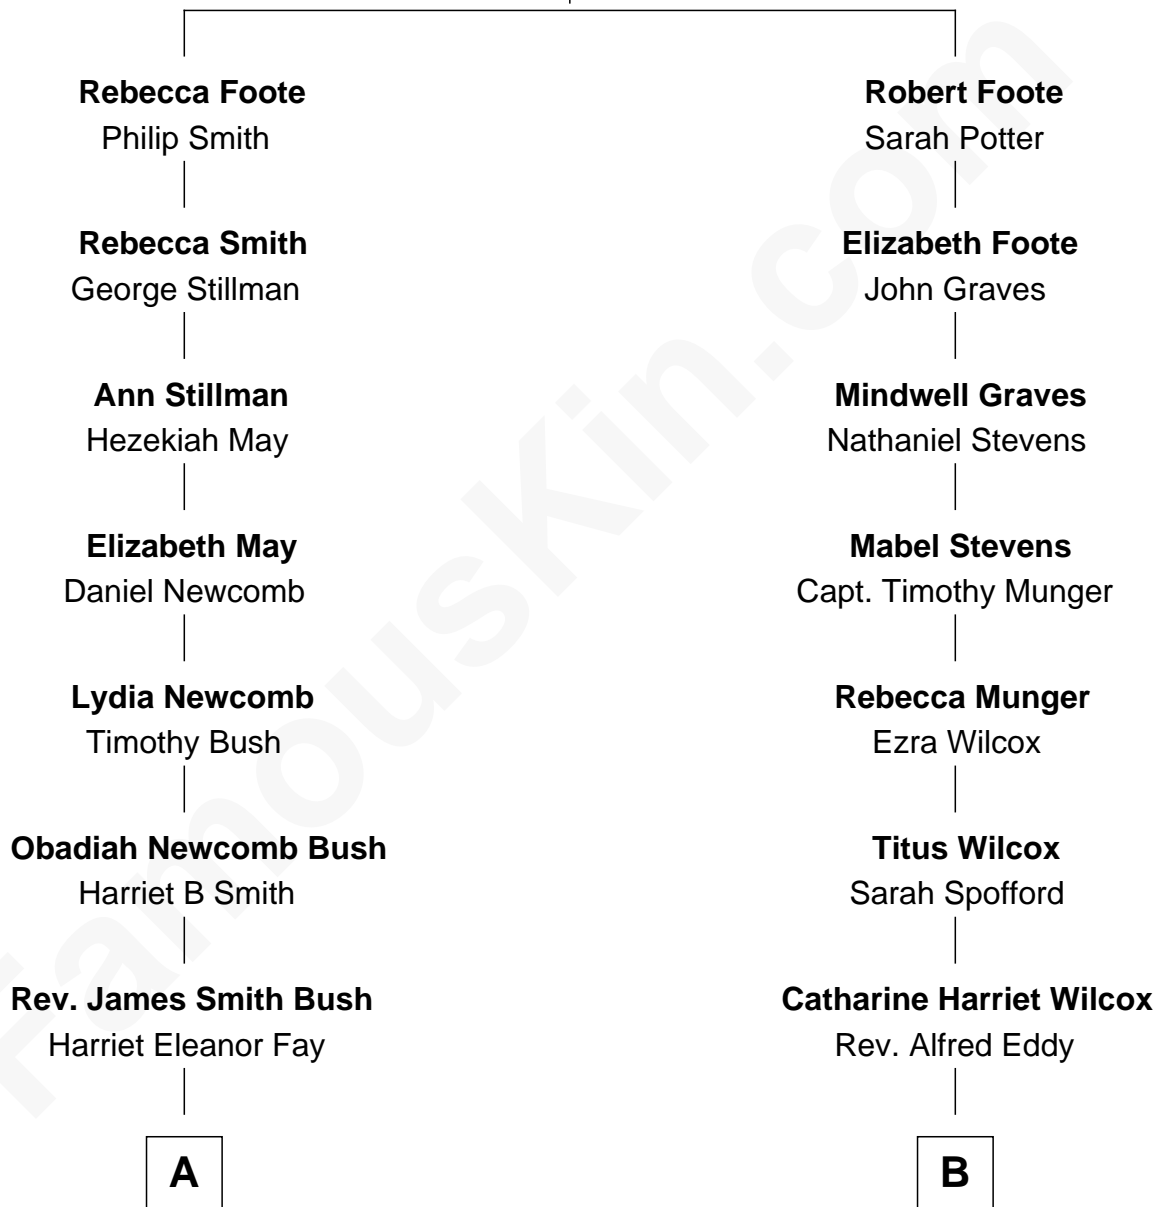 Rebecca Foote
Philip Smith
Robert Foote
Sarah Potter
Rebecca Smith
George Stillman
Elizabeth Foote
John Graves
Ann Stillman
Hezekiah May
Mindwell Graves
Nathaniel Stevens
Elizabeth May
Daniel Newcomb
Mabel Stevens
Capt. Timothy Munger
Lydia Newcomb
Timothy Bush
Rebecca Munger
Ezra Wilcox
Obadiah Newcomb Bush
Harriet B Smith
Titus Wilcox
Sarah Spofford
Rev. James Smith Bush
Harriet Eleanor Fay
Catharine Harriet Wilcox
Rev. Alfred Eddy
A
B
FamousKin.com